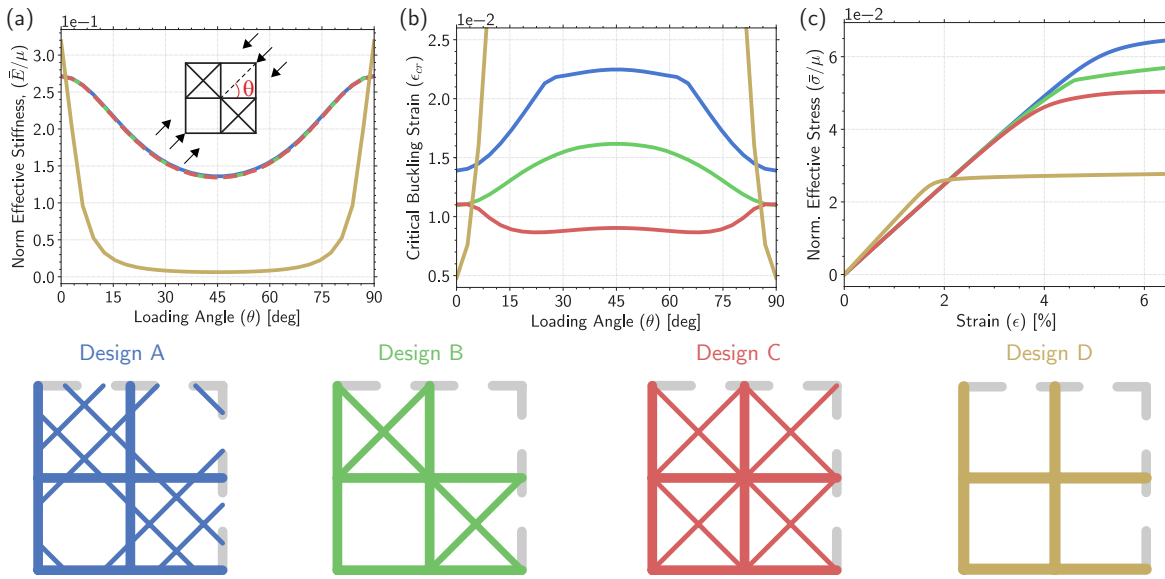 (a)
1e−1
Norm Effective Stiffness, (Ē/μ)
3.0
2.5
2.0
1.5
1.0
0.5
0.0
θ
0 15 30 45 60 75 90
Loading Angle (θ) [deg]
(b)
1e−2
Critical Buckling Strain (ϵcr)
2.5
2.0
1.5
1.0
0.5
0 15 30 45 60 75 90
Loading Angle (θ) [deg]
(c)
1e−2
Norm. Effective Stress (σ̄/μ)
6
4
2
0
0 2 4 6
Strain (ϵ) [%]
Design A
Design B
Design C
Design D